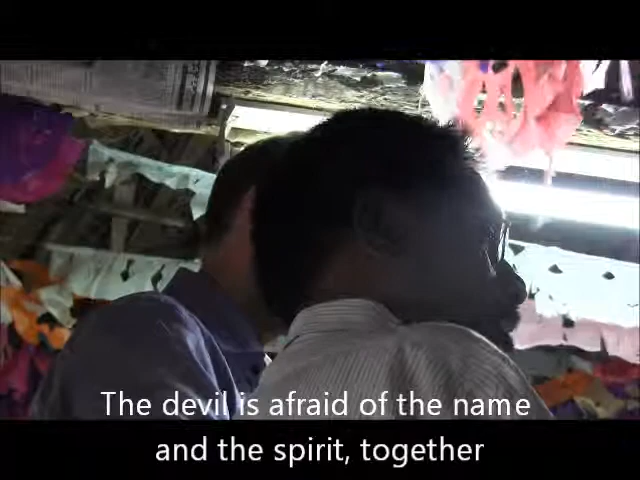 The devil is afraid of the name
and the spirit, together